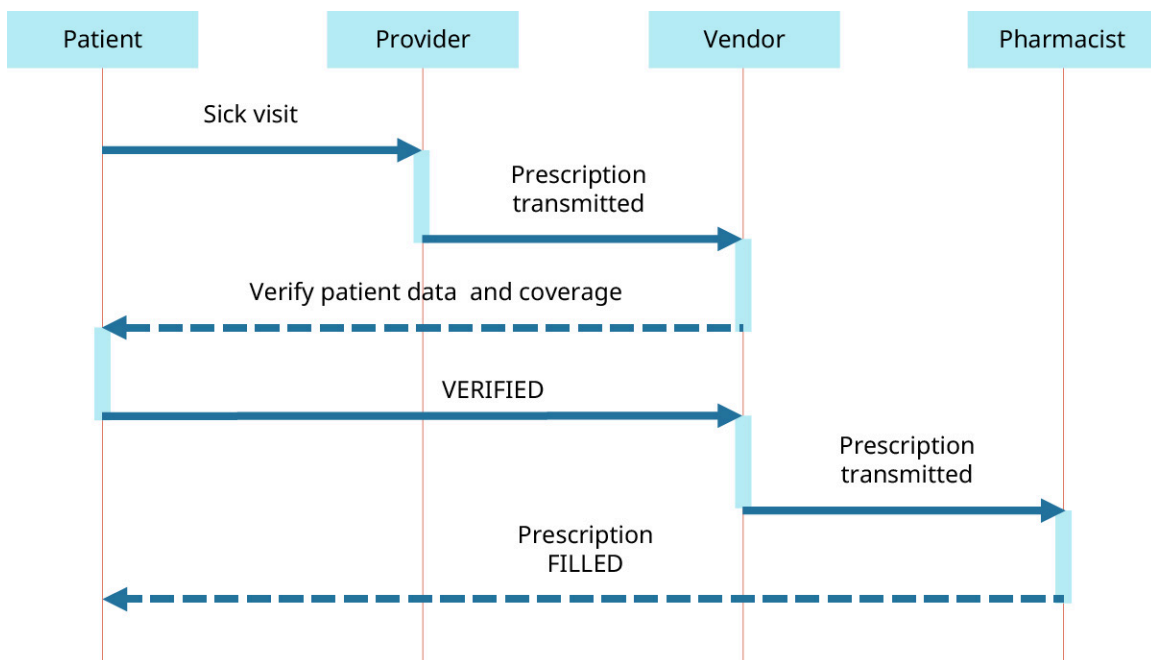 Patient
Provider
Vendor
Pharmacist
Sick visit
Prescription
transmitted
Verify patient data  and coverage
VERIFIED
Prescription
transmitted
Prescription
FILLED